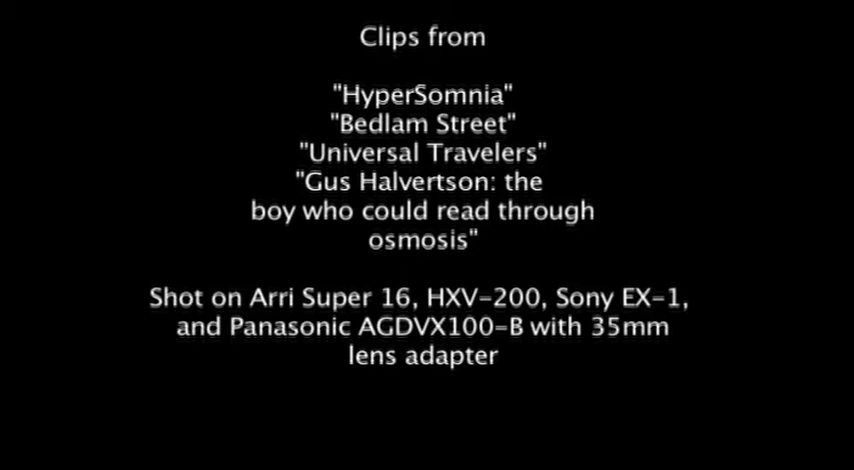 Clips from
"HyperSomnia"
"Bedlam Street"
"Universal Travelers"
"Gus Halvertson: the
boy who could read through
osmosis"
Shot on Arri Super 16, HXV-200, Sony EX-1,
and Panasonic AGDVX100-B with 35mm
lens adapter